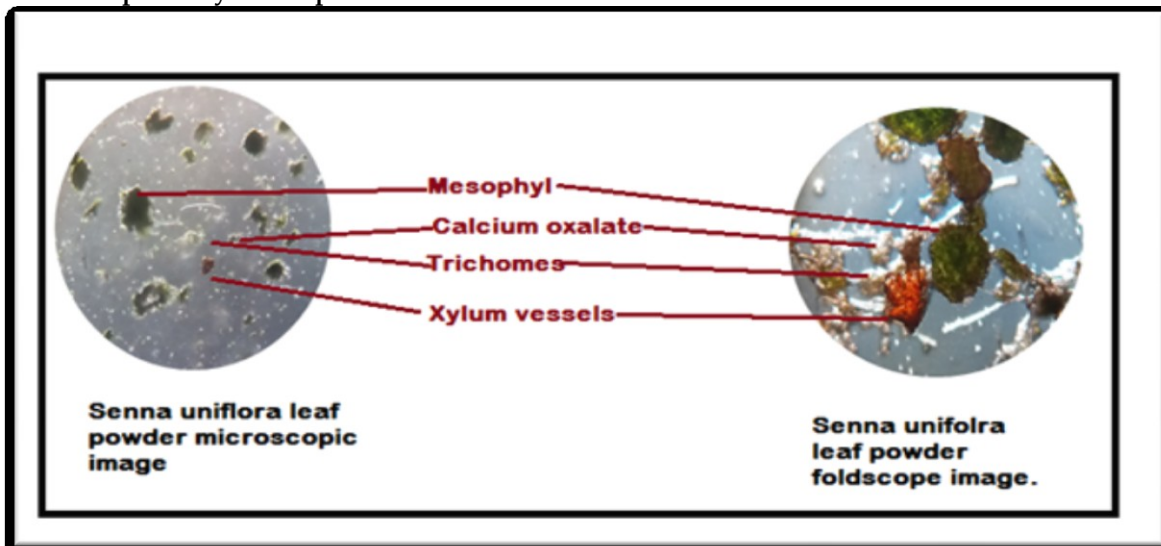 Mesophyl
Calcium oxalate
Trichomes
Xylum vessels
Senna uniflora leaf
powder microscopic
image
Senna unifolra
leaf powder
foldscope image.